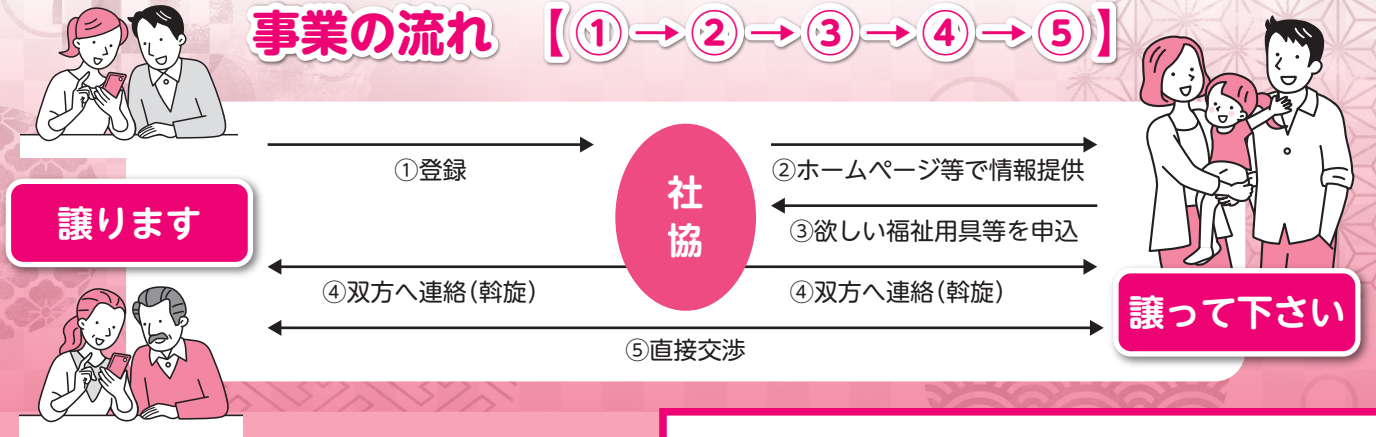 事業の流れ 【①→②→③→④→⑤】
譲ります
①登録
社協
②ホームページ等で情報提供
③欲しい福祉用具等を申込
④双方へ連絡(斡旋)
④双方へ連絡(斡旋)
⑤直接交渉
譲って下さい